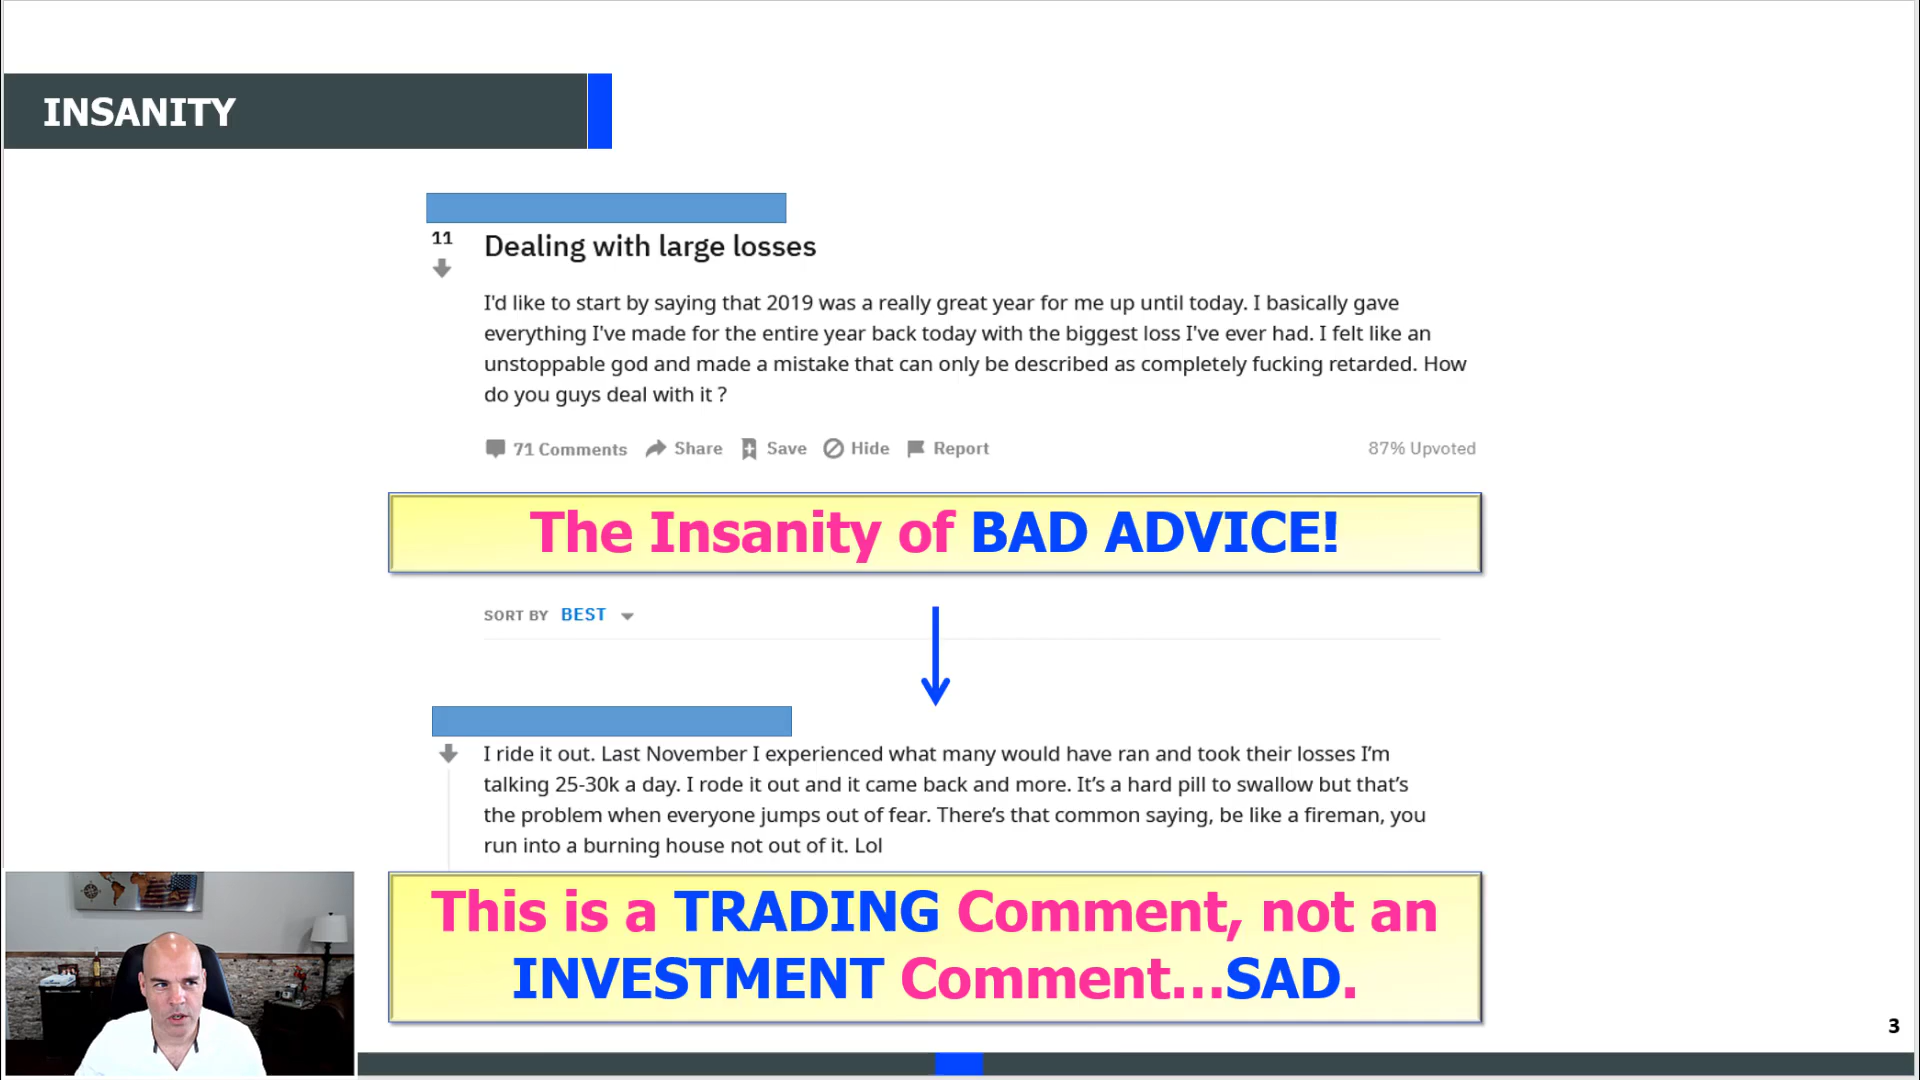 INSANITY
11
Dealing with large losses
I'd like to start by saying that 2019 was a really great year for me up until today. I basically gave
everything I've made for the entire year back today with the biggest loss I've ever had. I felt like an
unstoppable god and made a mistake that can only be described as completely fucking retarded. How
do you guys deal with it ?
71 Comments Share Save Hide Report 87% Upvoted
The Insanity of BAD ADVICE!
SORT BY BEST
I ride it out. Last November I experienced what many would have ran and took their losses I’m
talking 25-30k a day. I rode it out and it came back and more. It’s a hard pill to swallow but that’s
the problem when everyone jumps out of fear. There’s that common saying, be like a fireman, you
run into a burning house not out of it. Lol
This is a TRADING Comment, not an
INVESTMENT Comment...SAD.
3